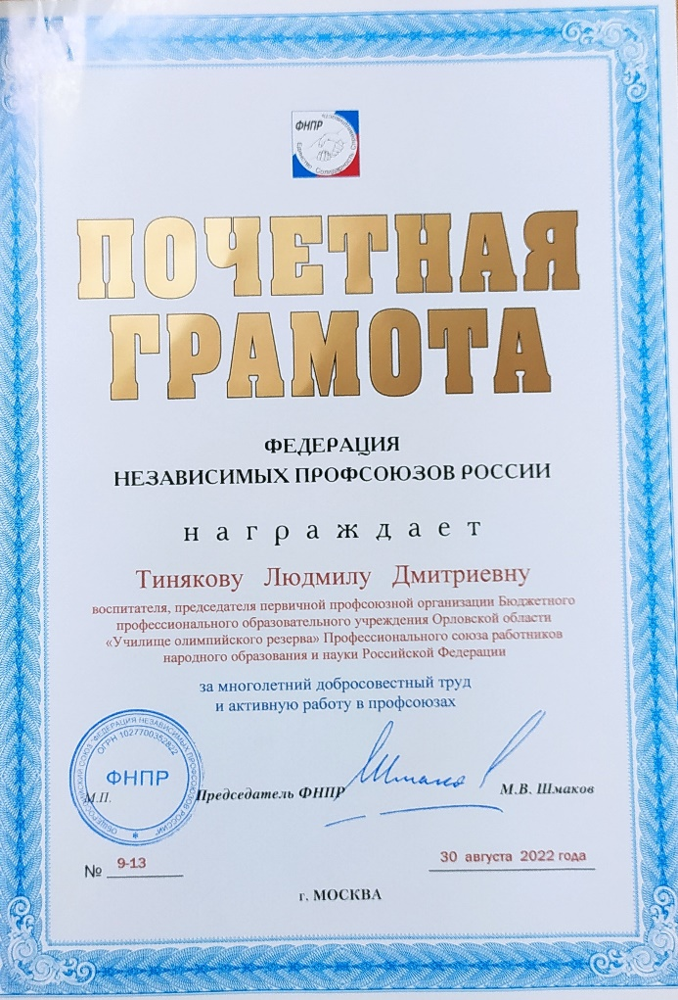 ФНПР
Единство Солидарность
ПОЧЕТНАЯ
ГРАМОТА
ФЕДЕРАЦИЯ
НЕЗАВИСИМЫХ ПРОФСОЮЗОВ РОССИИ
награждает
Тинякову Людмилу Дмитриевну
воспитателя, председателя первичной профсоюзной организации Бюджетного
профессионального образовательного учреждения Орловской области
«Училище олимпийского резерва» Профессионального союза работников
народного образования и науки Российской Федерации
за многолетний добросовестный труд
и активную работу в профсоюзах
ОБЩЕРОССИЙСКИЙ СОЮЗ "ФЕДЕРАЦИЯ НЕЗАВИСИМЫХ ПРОФСОЮЗОВ РОССИИ"
ОГРН 1027700352822
ФНПР
М.П.
Председатель ФНПР
М.В. Шмаков
№ 9-13
30 августа 2022 года
г. МОСКВА